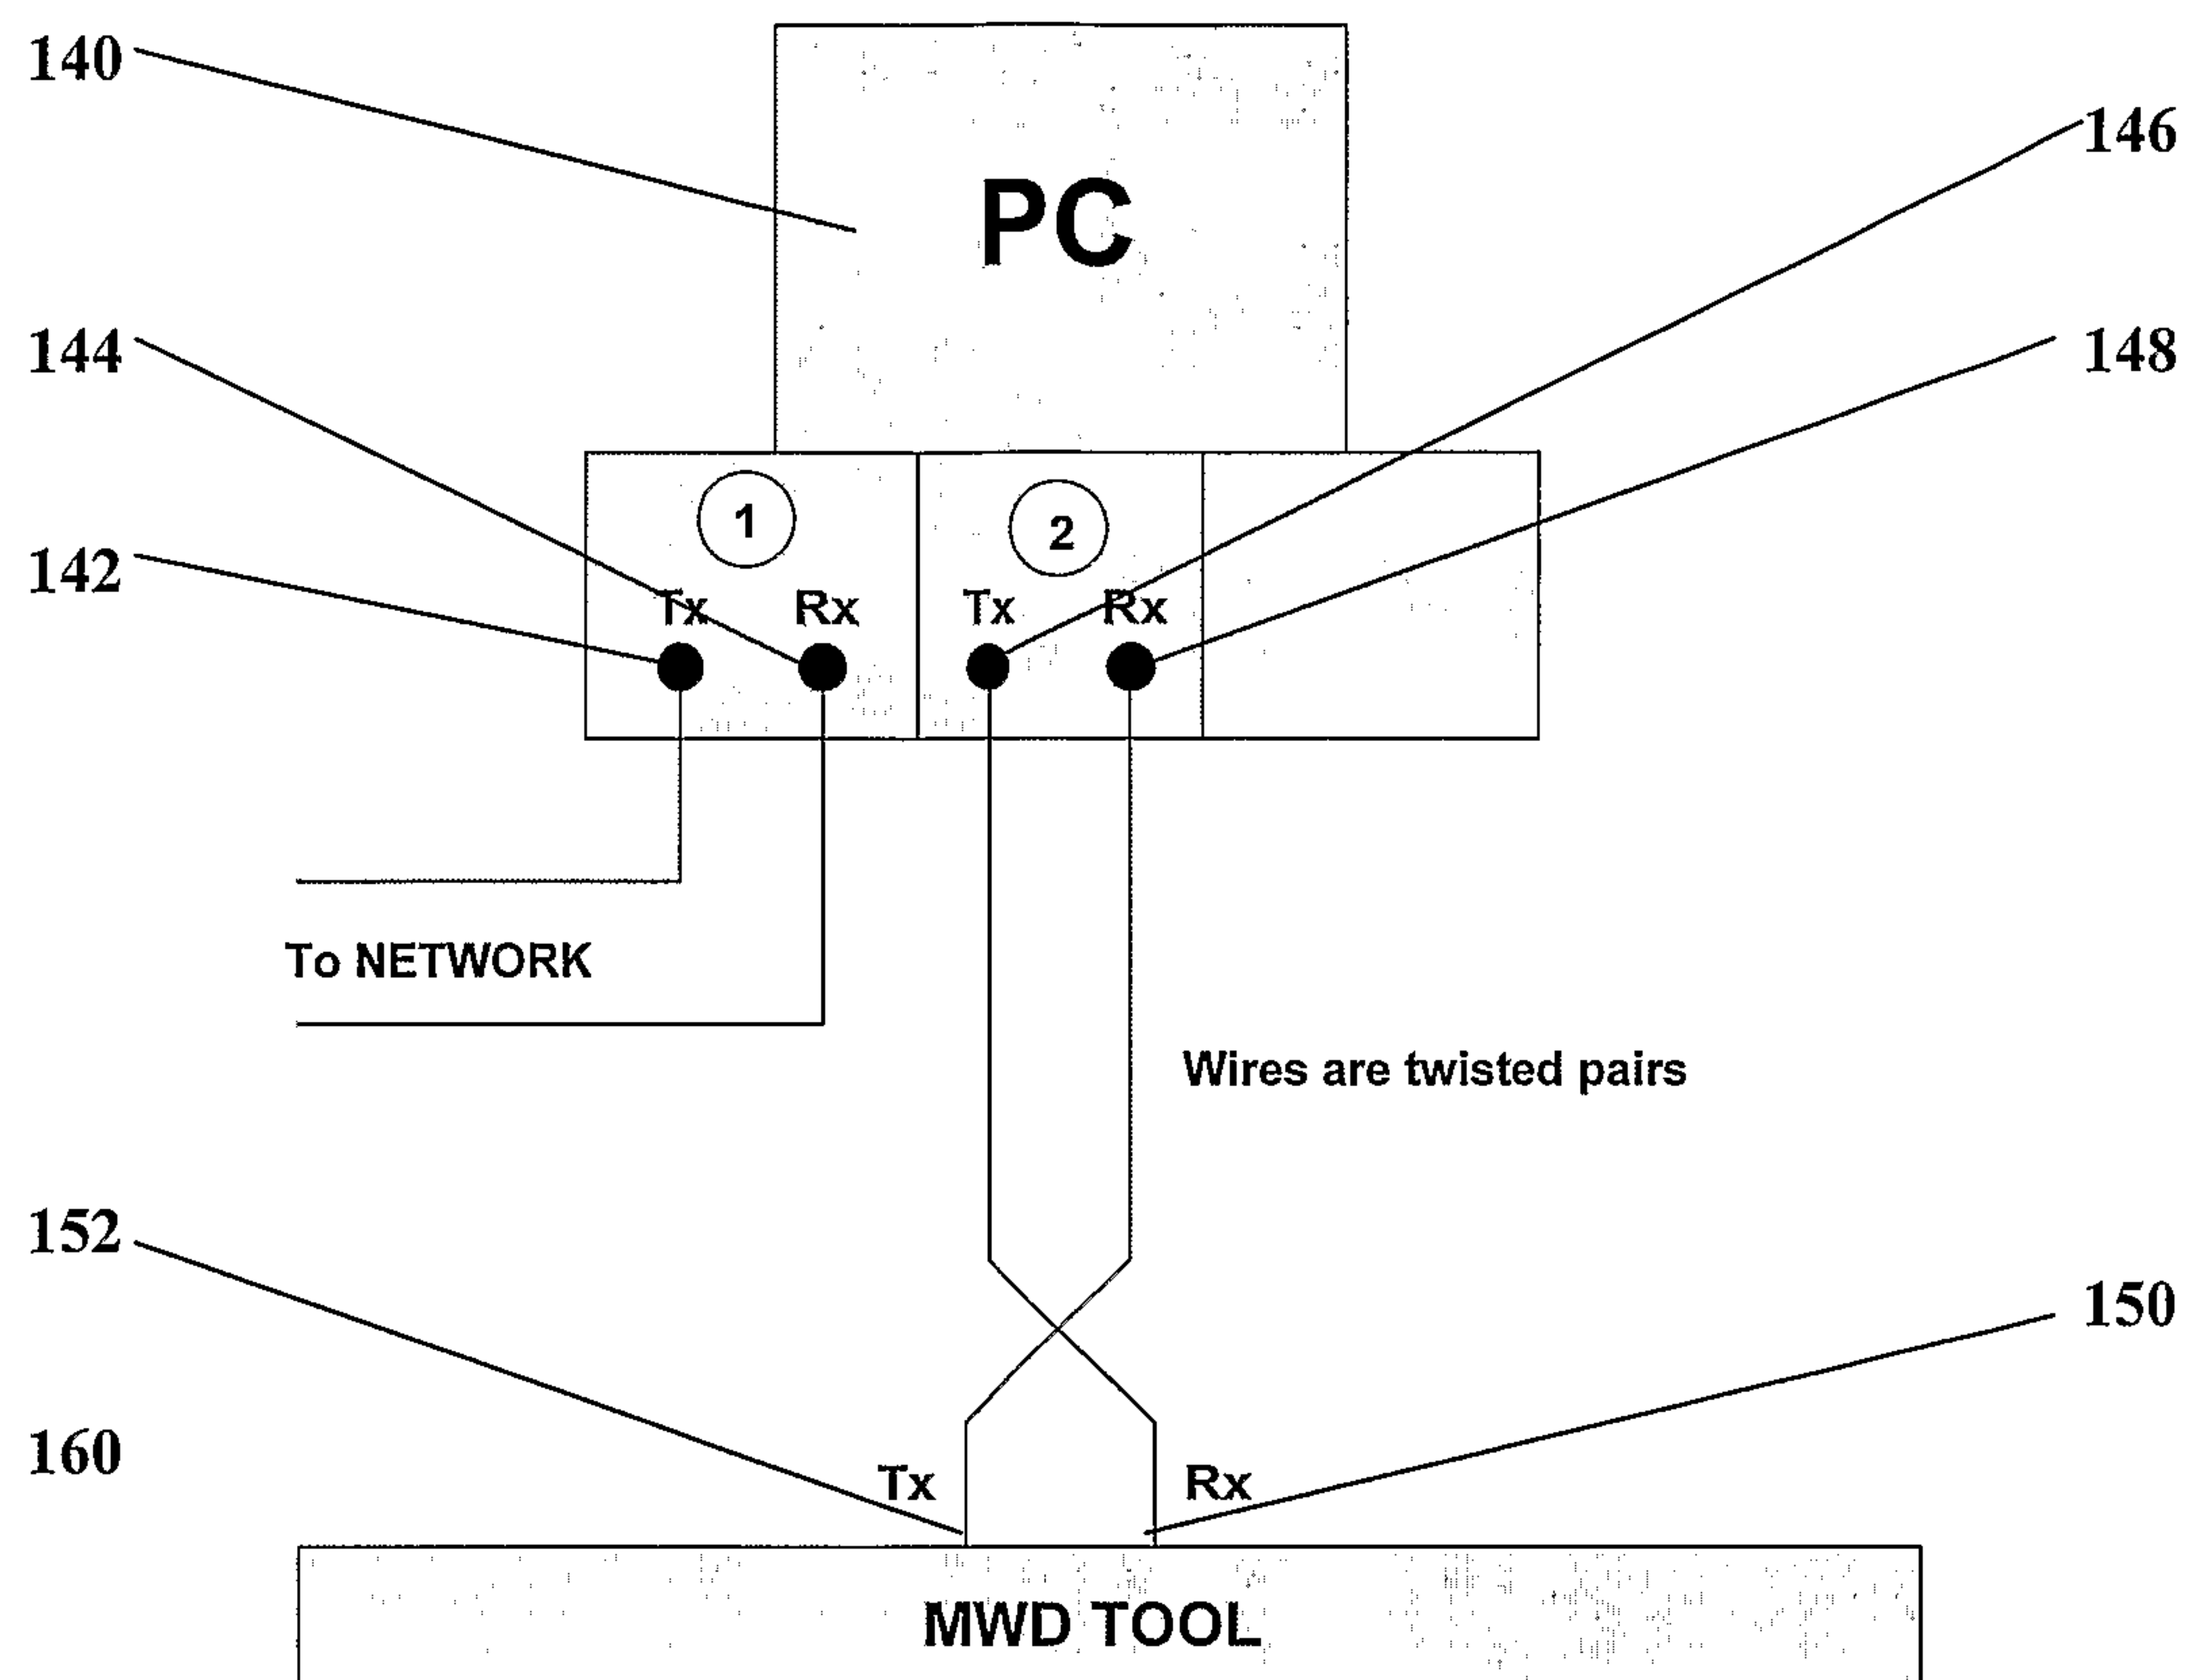 140
PC
146
144
148
142
1
2
Tx Rx Tx Rx
To NETWORK
Wires are twisted pairs
152
150
160
Tx Rx
MWD TOOL